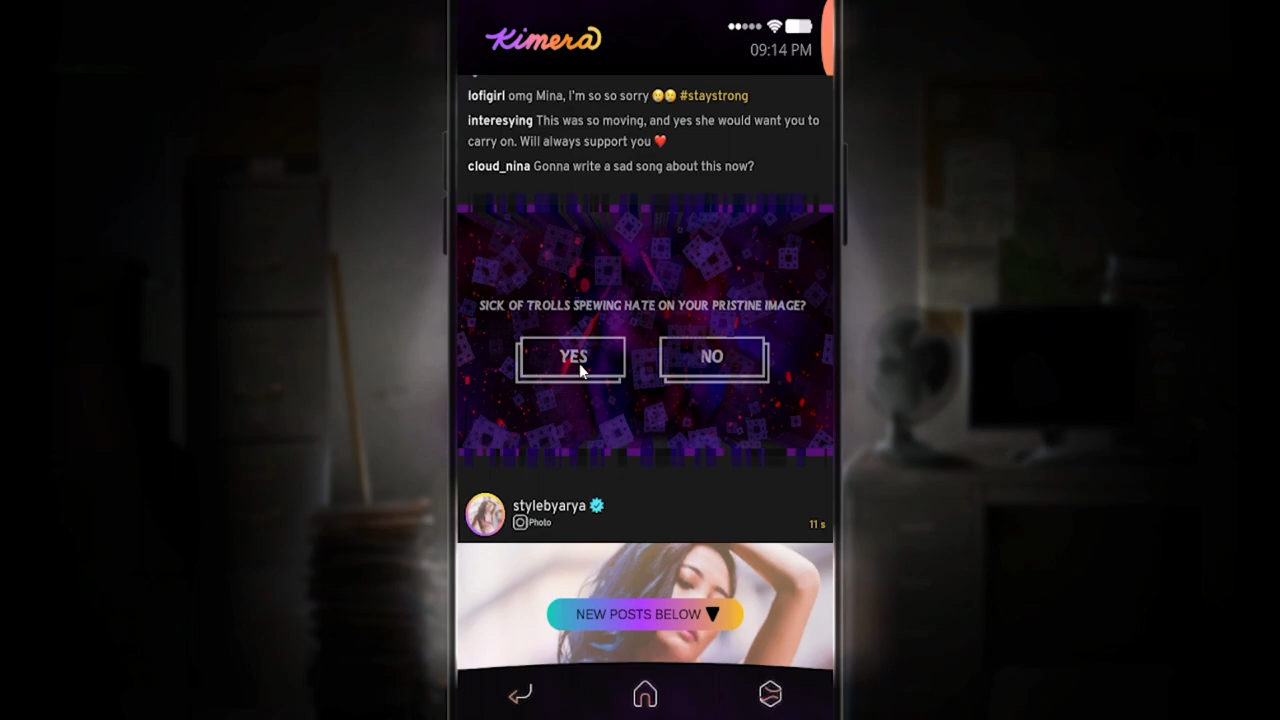 Kimera
09:14 PM
lofigirl omg Mina, I'm so so sorry 🥺🥺 #staystrong
interesying This was so moving, and yes she would want you to
carry on. Will always support you ❤️
cloud_nina Gonna write a sad song about this now?
SICK OF TROLLS SPEWING HATE ON YOUR PRISTINE IMAGE?
YES NO
stylebyarya
Photo
11 s
NEW POSTS BELOW